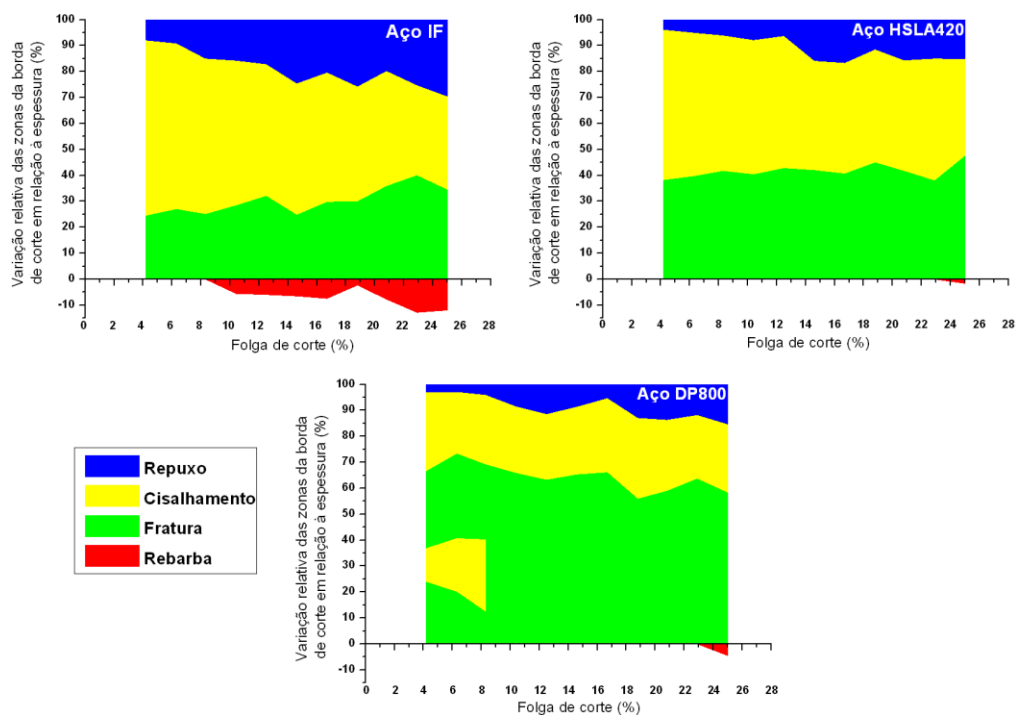 Aço IF
Variação relativa das zonas da borda
de corte em relação à espessura (%)
100
90
80
70
60
50
40
30
20
10
0
-10
0 2 4 6 8 10 12 14 16 18 20 22 24 26 28
Folga de corte (%)
Aço HSLA420
Variação relativa das zonas da borda
de corte em relação à espessura (%)
100
90
80
70
60
50
40
30
20
10
0
-10
0 2 4 6 8 10 12 14 16 18 20 22 24 26 28
Folga de corte (%)
Repuxo
Cisalhamento
Fratura
Rebarba
Aço DP800
Variação relativa das zonas da borda
de corte em relação à espessura (%)
100
90
80
70
60
50
40
30
20
10
0
-10
0 2 4 6 8 10 12 14 16 18 20 22 24 26 28
Folga de corte (%)